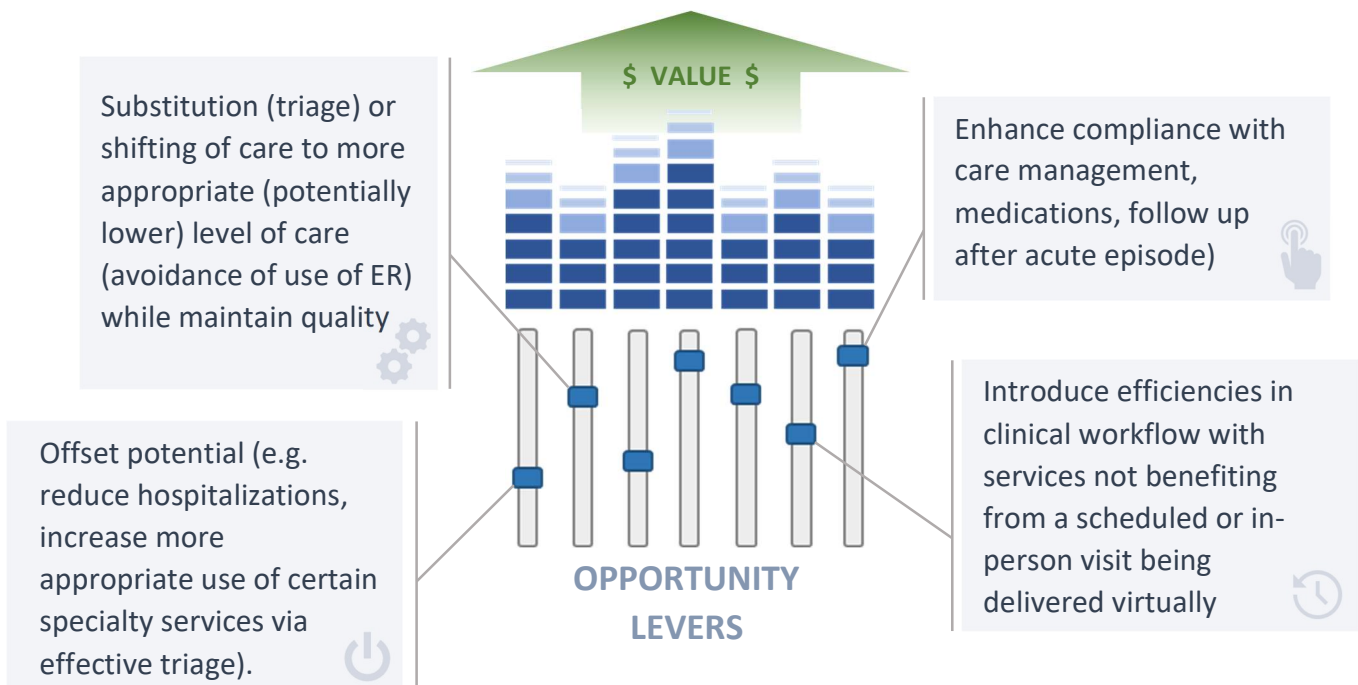 $ VALUE $
Substitution (triage) or
shifting of care to more
appropriate (potentially
lower) level of care
(avoidance of use of ER)
while maintain quality
Enhance compliance with
care management,
medications, follow up
after acute episode)
Offset potential (e.g.
reduce hospitalizations,
increase more
appropriate use of certain
specialty services via
effective triage).
Introduce efficiencies in
clinical workflow with
services not benefiting
from a scheduled or in-
person visit being
delivered virtually
OPPORTUNITY
LEVERS